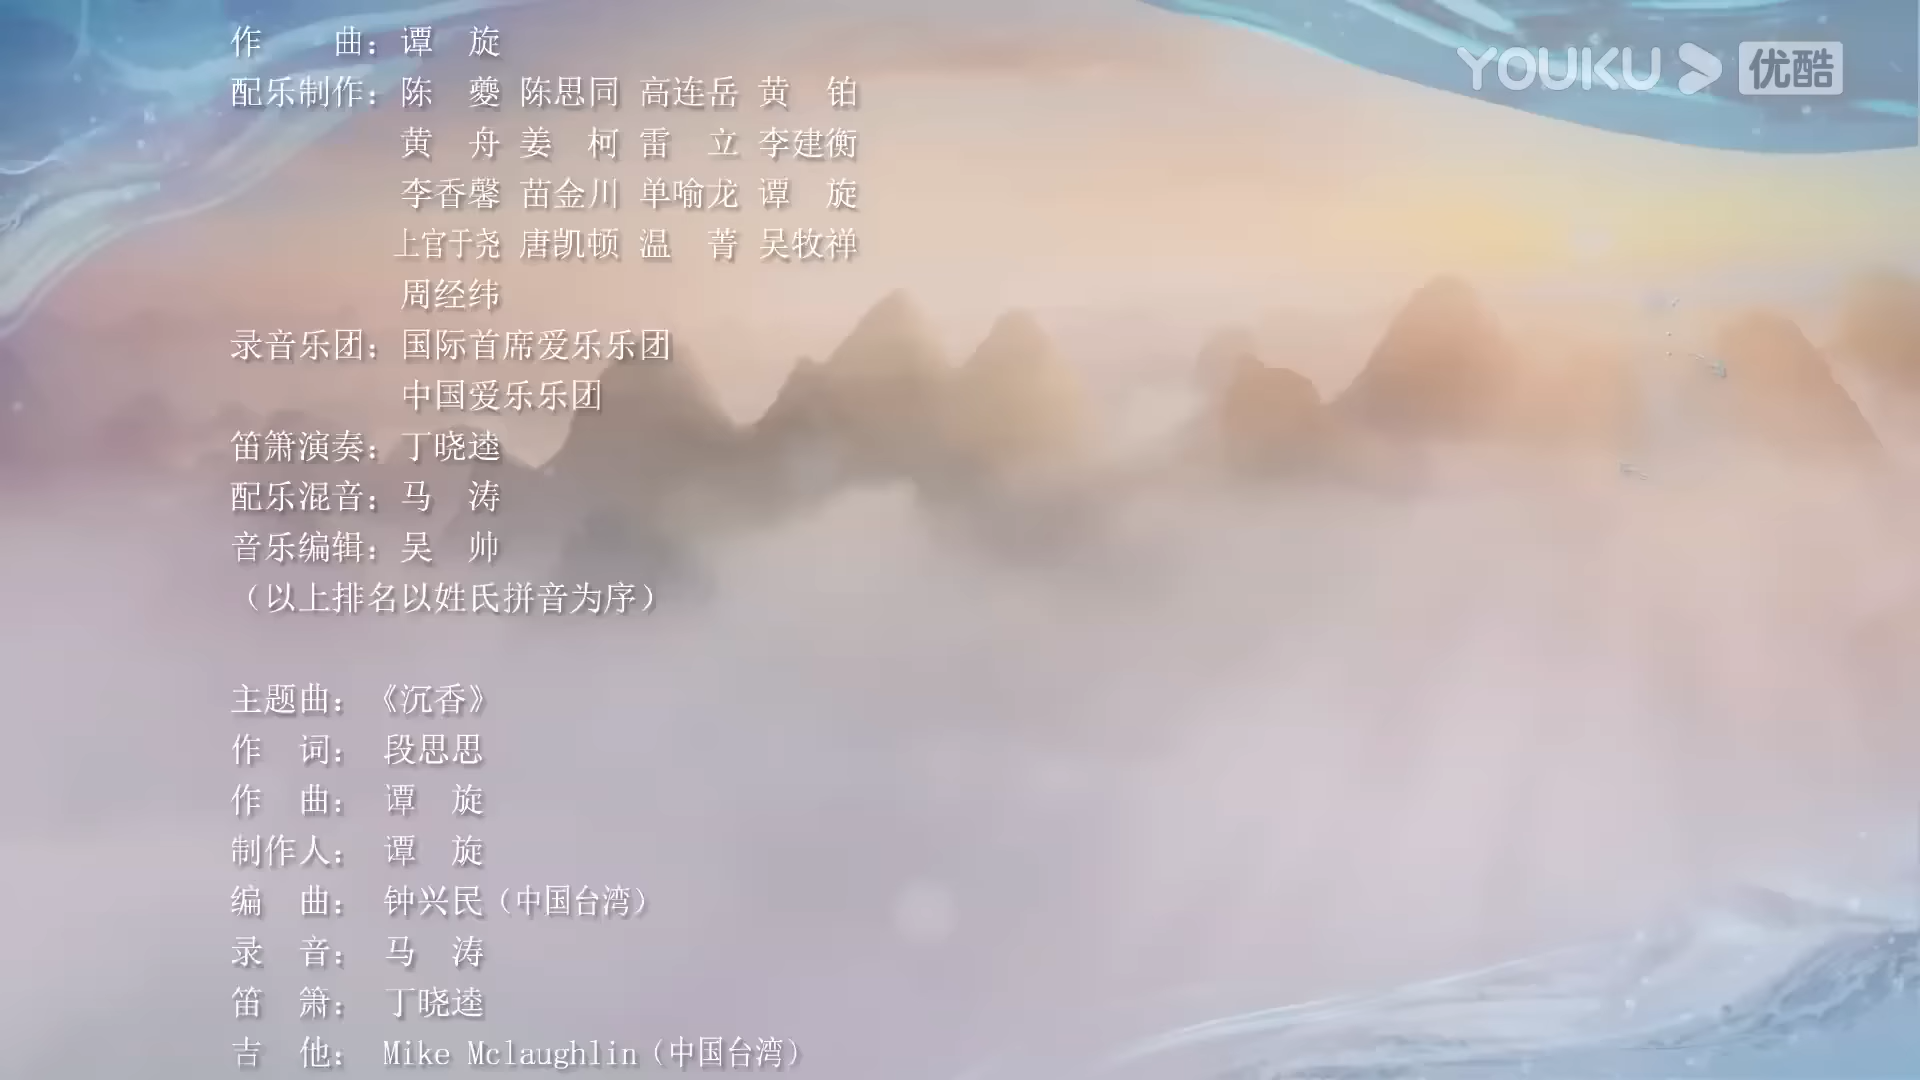 作曲：谭旋
YOUKU 优酷
配乐制作：陈夔 陈思同 高连岳 黄铂
黄舟 姜柯 雷立 李建衡
李香馨 苗金川 单喻龙 谭旋
上官于尧 唐凯顿 温菁 吴牧祥
周经纬
录音乐团：国际首席爱乐乐团
中国爱乐乐团
笛箫演奏：丁晓逵
配乐混音：马涛
音乐编辑：吴帅
（以上排名以姓氏拼音为序）
主题曲：《沉香》
作词：段思思
作曲：谭旋
制作人：谭旋
编曲：钟兴民（中国台湾）
录音：马涛
笛箫：丁晓逵
吉他：Mike Mclaughlin（中国台湾）